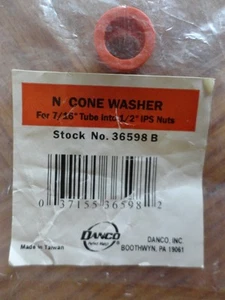 N CONE WASHER
For 7/16" Tube Into 1/2" IPS Nuts
Stock No. 36598 B
0 37155 36598 2
Made in Taiwan
DANCO
DANCO, INC
BOOTHWYN, PA 19061